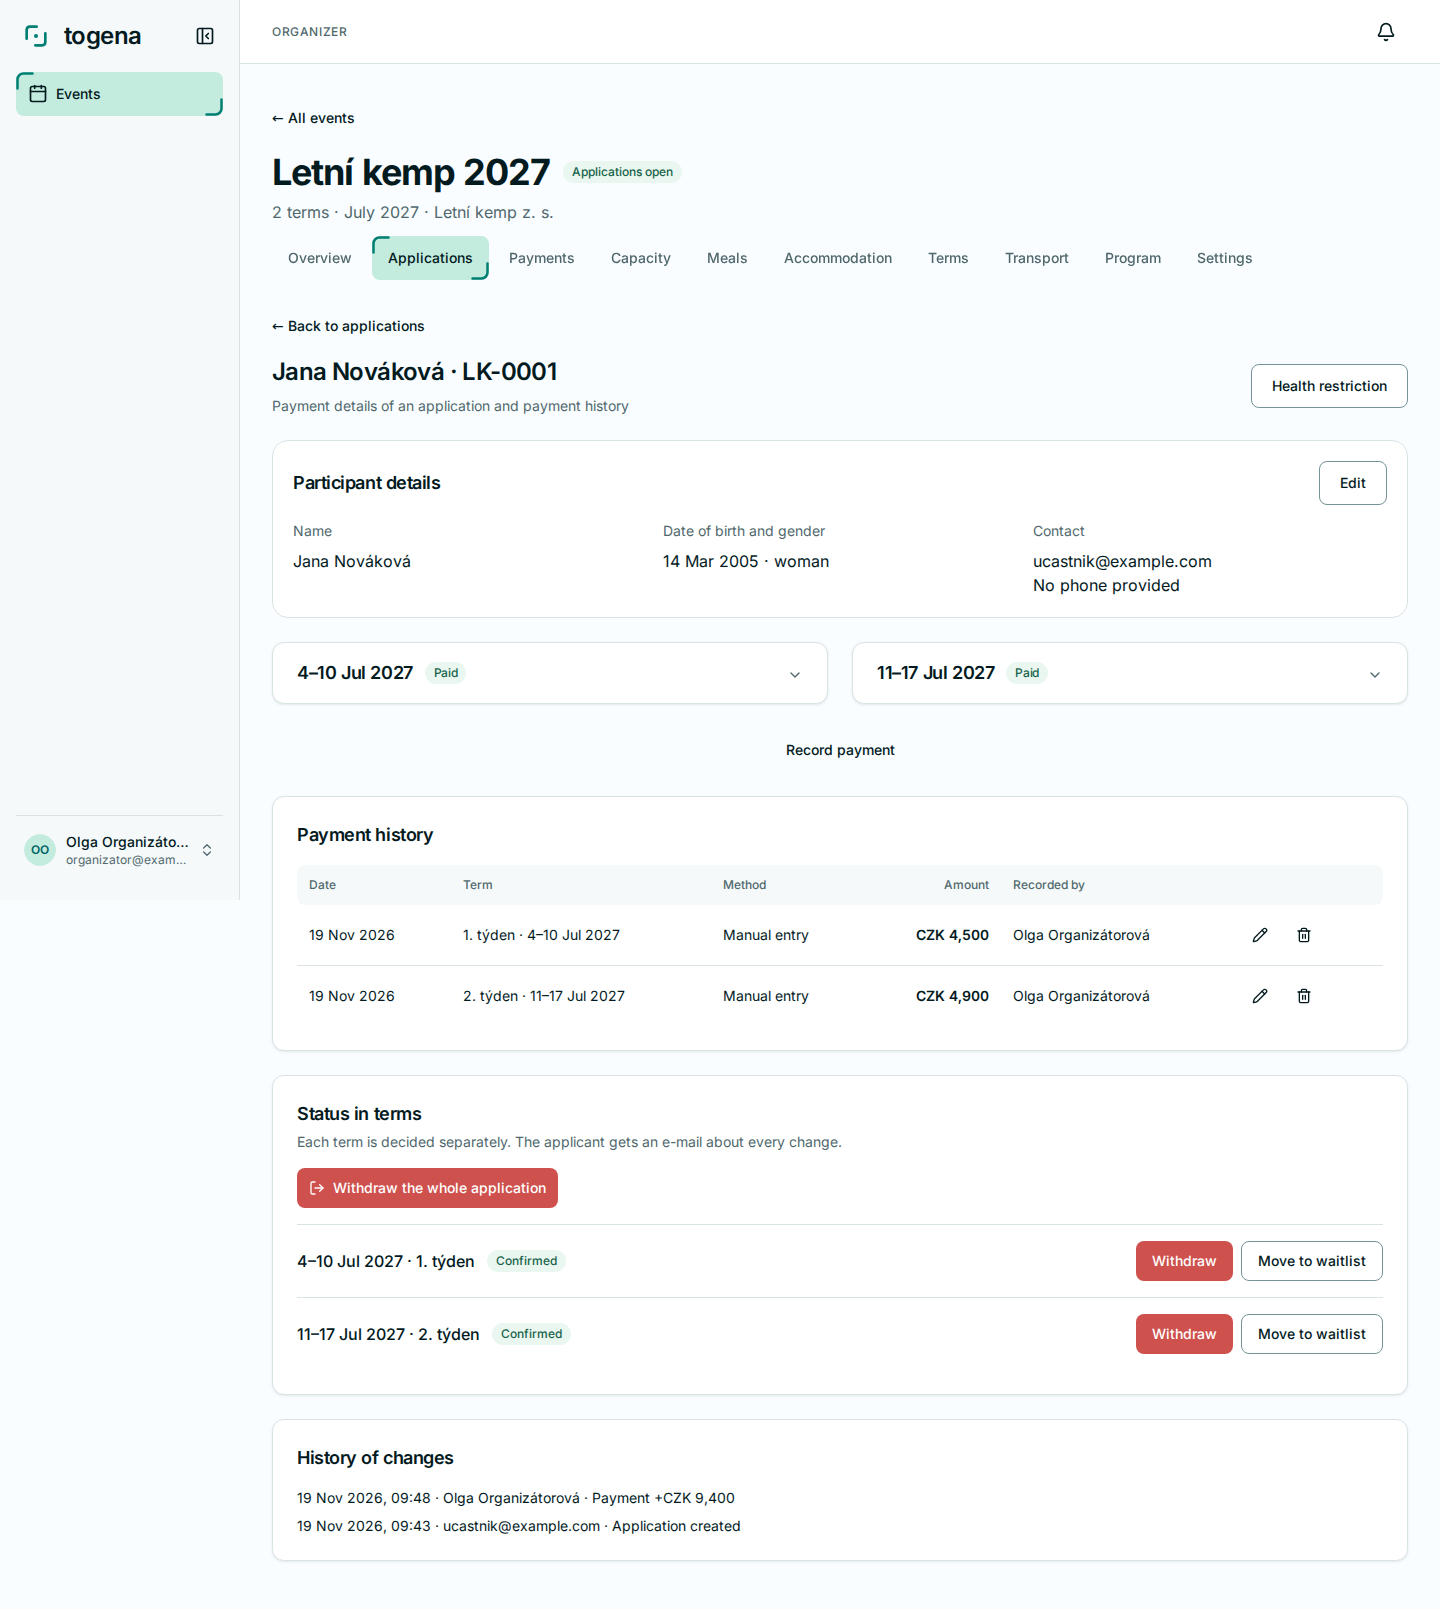 togena
Events
ORGANIZER
← All events
Letní kemp 2027 Applications open
2 terms · July 2027 · Letní kemp z. s.
Overview Applications Payments Capacity Meals Accommodation Terms Transport Program Settings
← Back to applications
Jana Nováková · LK-0001
Payment details of an application and payment history
Health restriction
Participant details
Edit
Name Date of birth and gender Contact
Jana Nováková 14 Mar 2005 · woman ucastnik@example.com
No phone provided
4–10 Jul 2027 Paid
11–17 Jul 2027 Paid
Record payment
Payment history
Date Term Method Amount Recorded by
19 Nov 2026 1. týden · 4–10 Jul 2027 Manual entry CZK 4,500 Olga Organizátorová
19 Nov 2026 2. týden · 11–17 Jul 2027 Manual entry CZK 4,900 Olga Organizátorová
Status in terms
Each term is decided separately. The applicant gets an e-mail about every change.
Withdraw the whole application
4–10 Jul 2027 · 1. týden Confirmed Withdraw Move to waitlist
11–17 Jul 2027 · 2. týden Confirmed Withdraw Move to waitlist
History of changes
19 Nov 2026, 09:48 · Olga Organizátorová · Payment +CZK 9,400
19 Nov 2026, 09:43 · ucastnik@example.com · Application created
OO
Olga Organizáto...
organizator@exam...